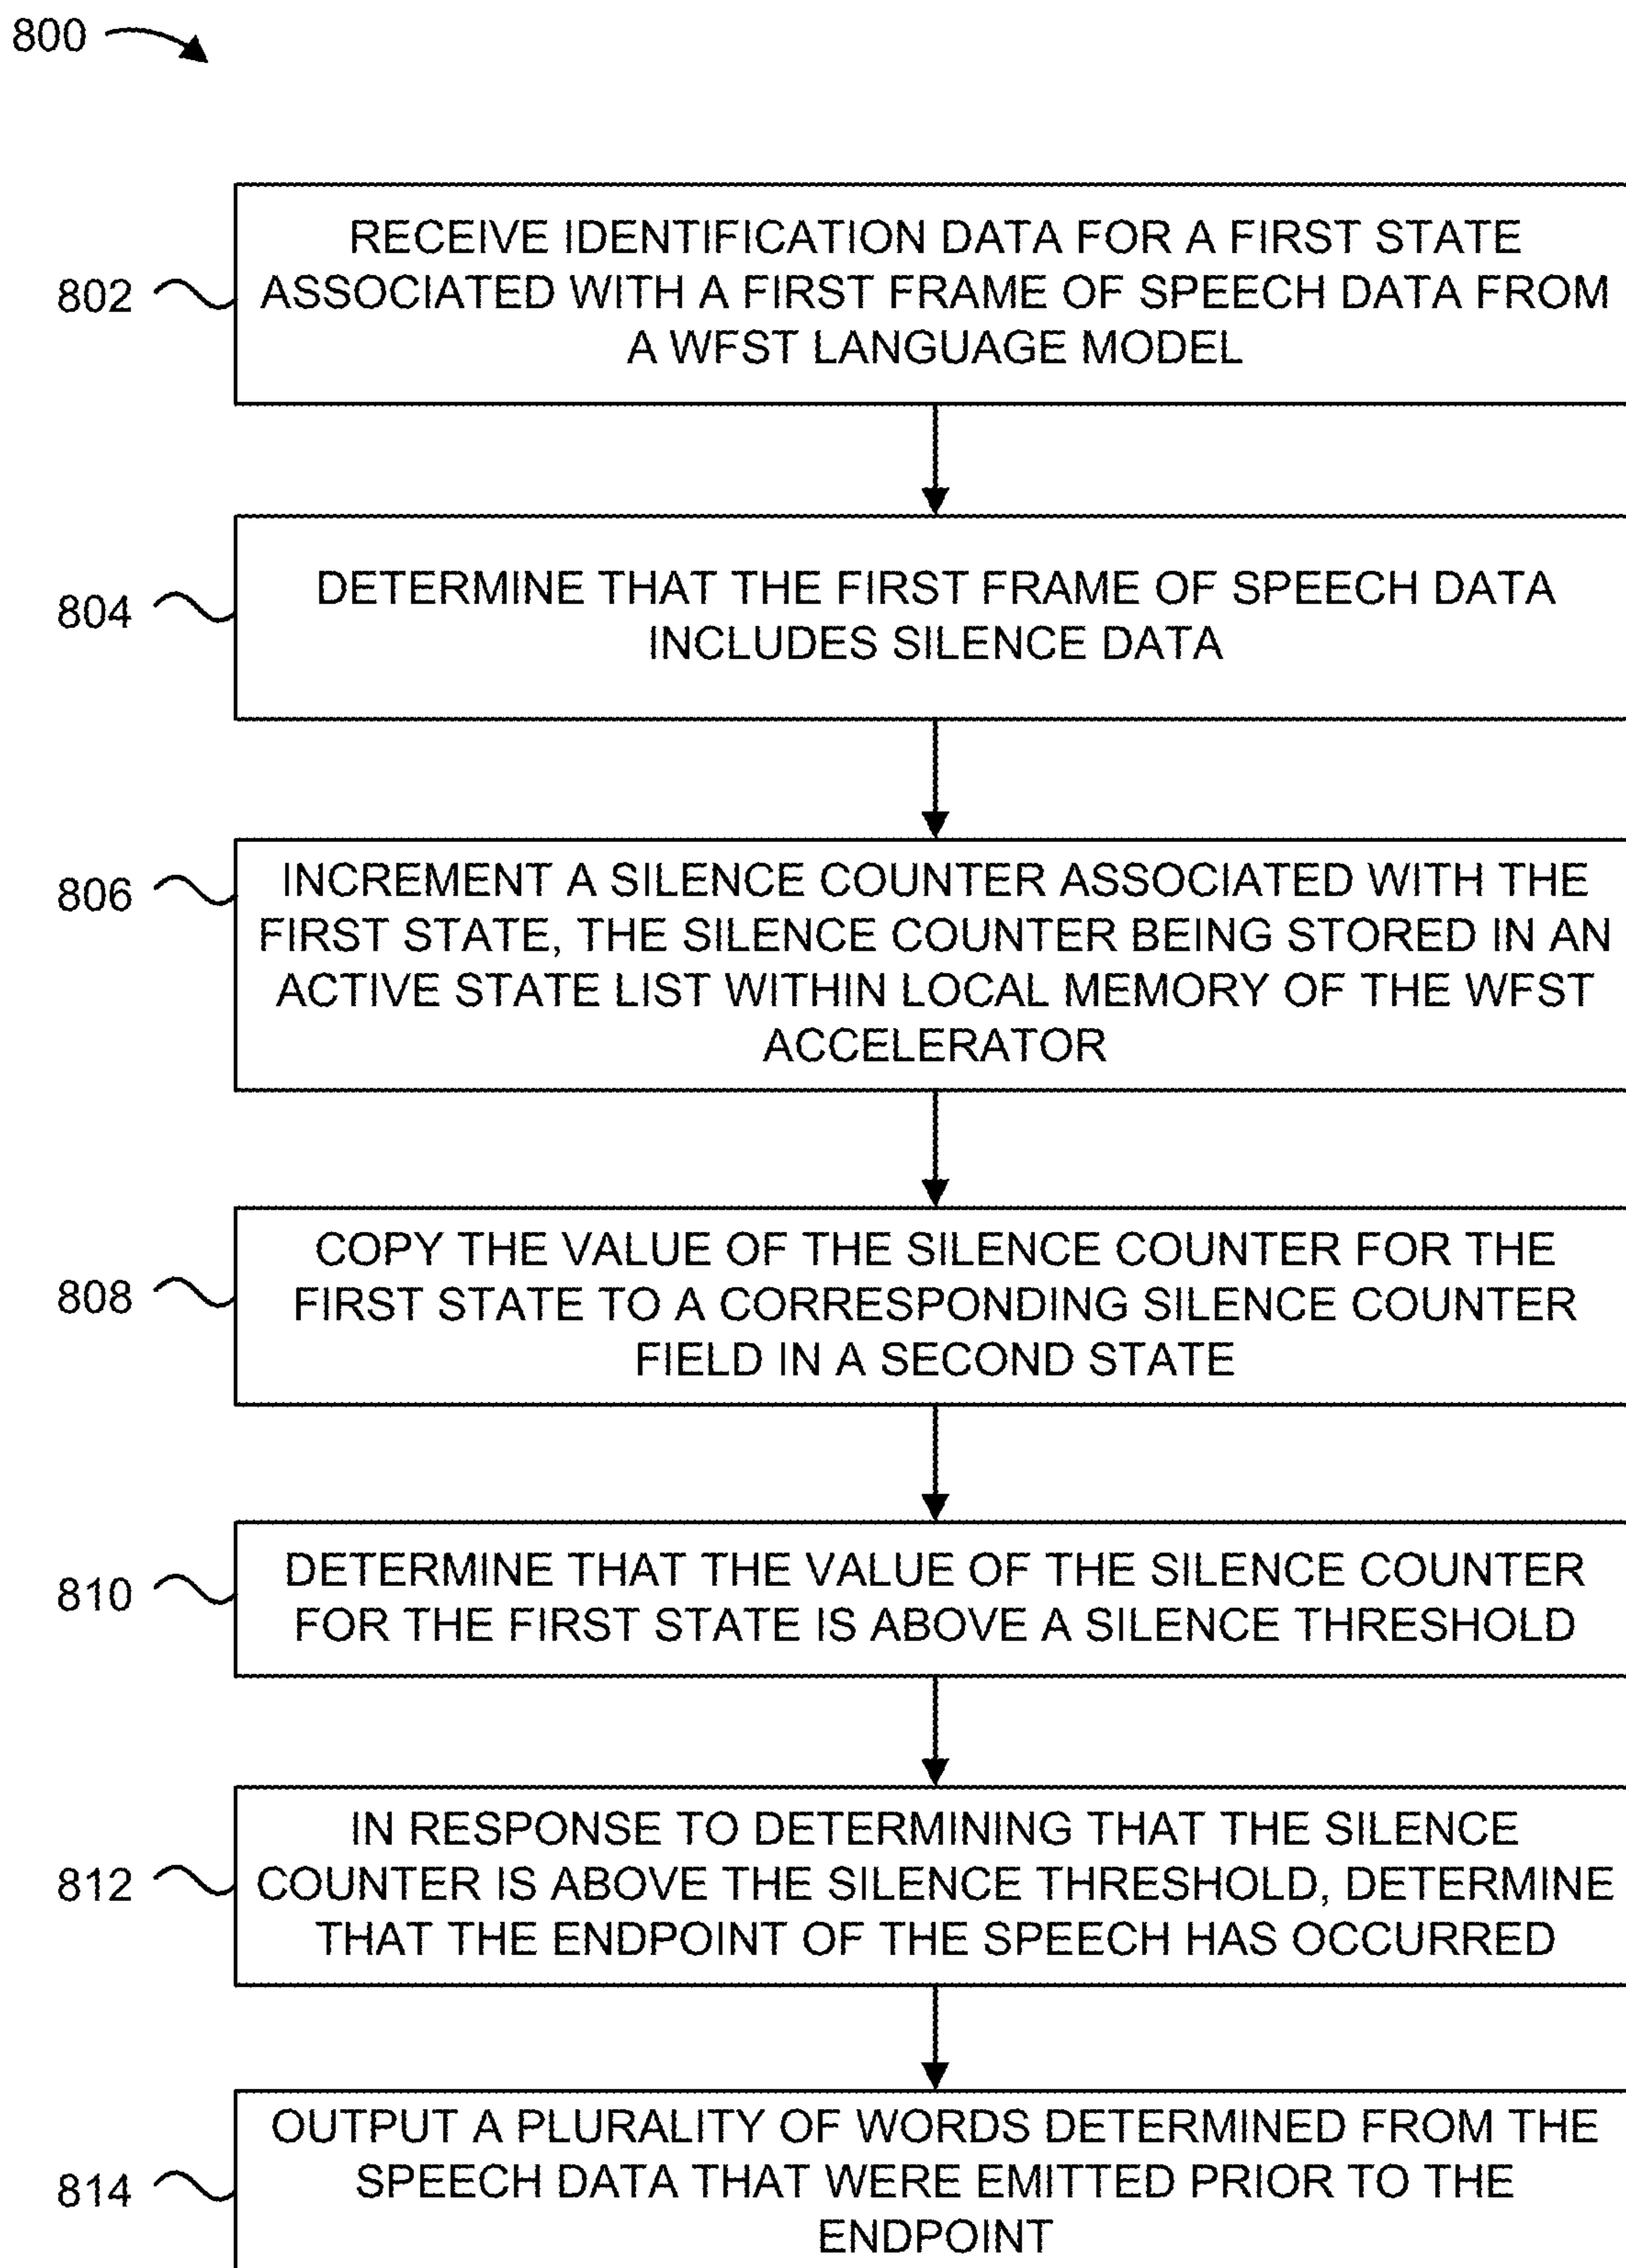 800
802
RECEIVE IDENTIFICATION DATA FOR A FIRST STATE
ASSOCIATED WITH A FIRST FRAME OF SPEECH DATA FROM
A WFST LANGUAGE MODEL
804
DETERMINE THAT THE FIRST FRAME OF SPEECH DATA
INCLUDES SILENCE DATA
806
INCREMENT A SILENCE COUNTER ASSOCIATED WITH THE
FIRST STATE, THE SILENCE COUNTER BEING STORED IN AN
ACTIVE STATE LIST WITHIN LOCAL MEMORY OF THE WFST
ACCELERATOR
808
COPY THE VALUE OF THE SILENCE COUNTER FOR THE
FIRST STATE TO A CORRESPONDING SILENCE COUNTER
FIELD IN A SECOND STATE
810
DETERMINE THAT THE VALUE OF THE SILENCE COUNTER
FOR THE FIRST STATE IS ABOVE A SILENCE THRESHOLD
812
IN RESPONSE TO DETERMINING THAT THE SILENCE
COUNTER IS ABOVE THE SILENCE THRESHOLD, DETERMINE
THAT THE ENDPOINT OF THE SPEECH HAS OCCURRED
814
OUTPUT A PLURALITY OF WORDS DETERMINED FROM THE
SPEECH DATA THAT WERE EMITTED PRIOR TO THE
ENDPOINT